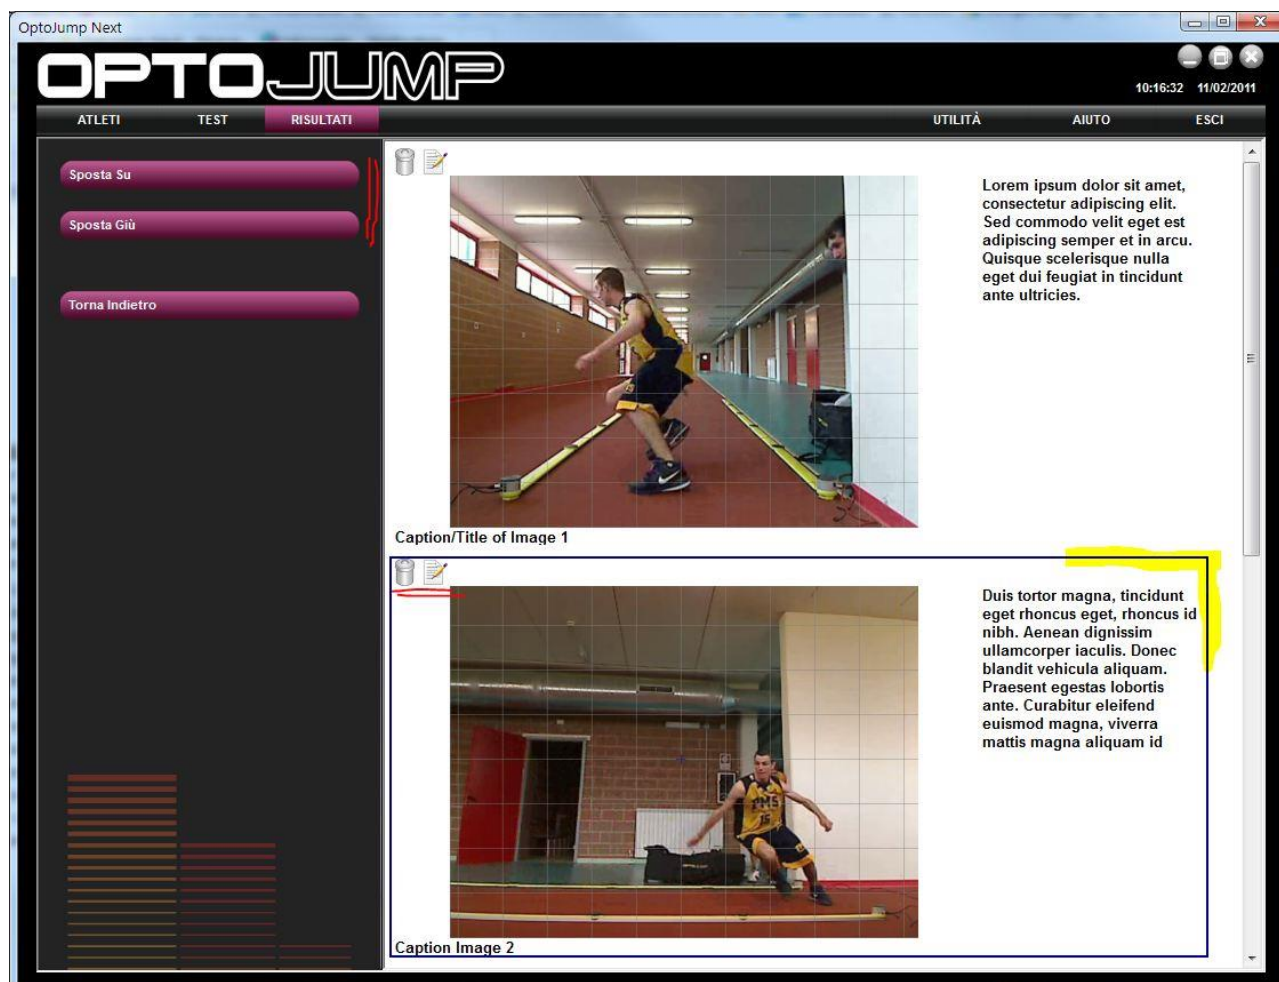 OptoJump Next
OPTOJUMP
10:16:32 11/02/2011
ATLETI TEST RISULTATI UTILITÀ AIUTO ESCI
Sposta Su
Sposta Giù
Torna Indietro
Lorem ipsum dolor sit amet,
consectetur adipiscing elit.
Sed commodo velit eget est
adipiscing semper et in arcu.
Quisque scelerisque nulla
eget dui feugiat in tincidunt
ante ultricies.
Caption/Title of Image 1
Duis tortor magna, tincidunt
eget rhoncus eget, rhoncus id
nibh. Aenean dignissim
ullamcorper iaculis. Donec
blandit vehicula aliquam.
Praesent egestas lobortis
ante. Curabitur eleifend
euismod magna, viverra
mattis magna aliquam id
PMS
15
Caption Image 2